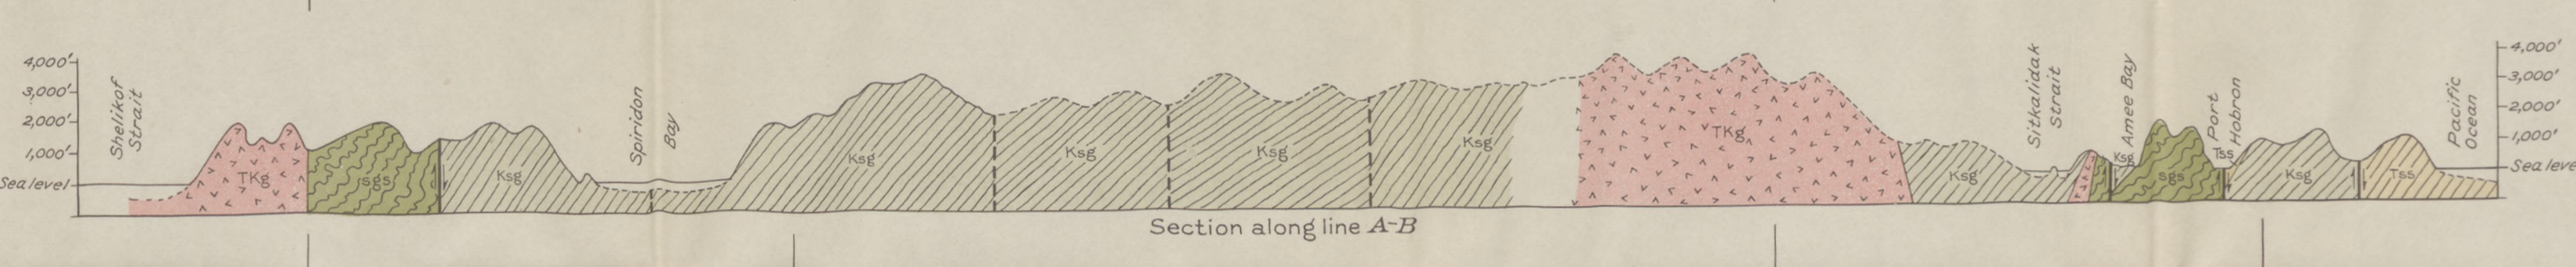 4,000'
3,000'
2,000'
1,000'
Sea level
Shelikof
Strait
TKg
sgs
Ksg
Spiridon
Bay
Ksg
Ksg
Ksg
Ksg
TKg
Ksg
Sitkalidak
Strait
Amee Bay
Ksg
sgs
Port
Hobron
Tss
Ksg
Tss
Pacific
Ocean
4,000'
3,000'
2,000'
1,000'
Sea leve
Section along line A-B